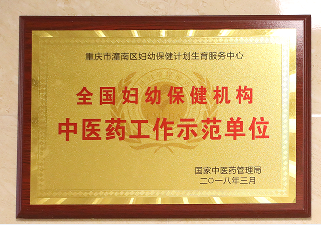 重庆市潼南区妇幼保健计划生育服务中心
全国妇幼保健机构
中医药工作示范单位
国家中医药管理局
二〇一八年三月